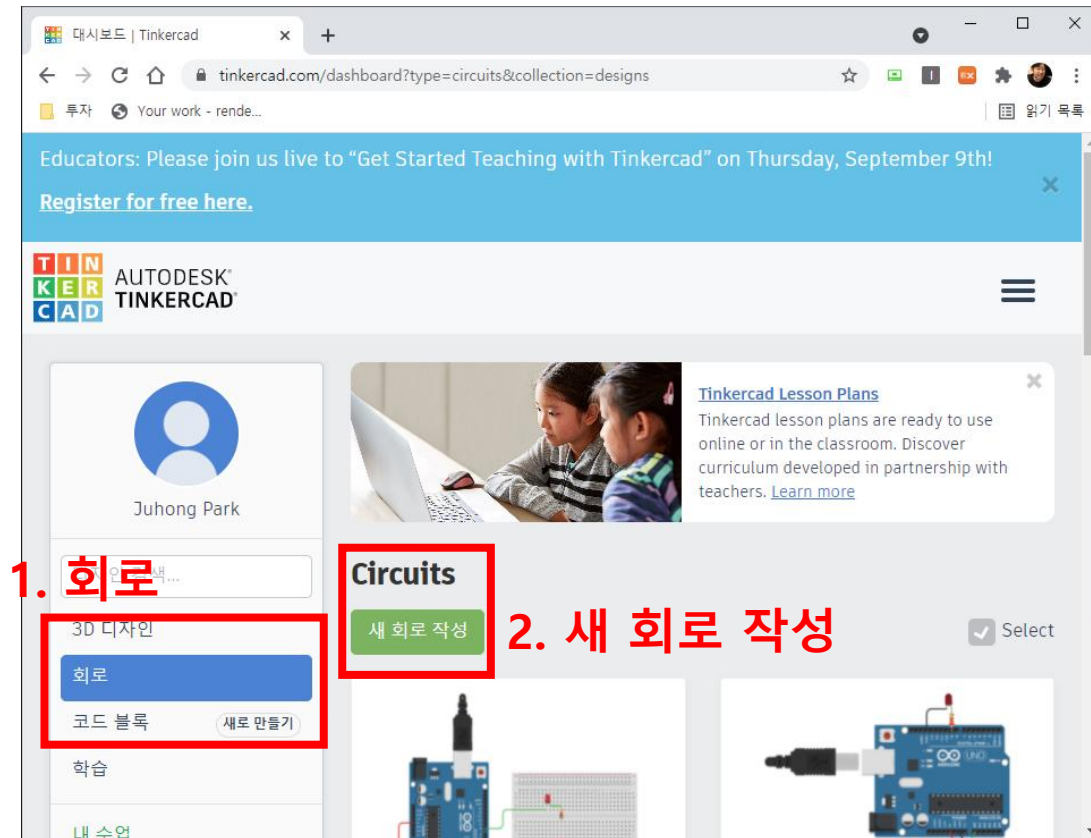 대시보드 | Tinkercad
tinkercad.com/dashboard?type=circuits&collection=designs
투자
Your work - rende...
읽기 목록
Educators: Please join us live to “Get Started Teaching with Tinkercad” on Thursday, September 9th!
Register for free here.
TIN
KER
CAD
AUTODESK®
TINKERCAD®
Juhong Park
Tinkercad Lesson Plans
Tinkercad lesson plans are ready to use
online or in the classroom. Discover
curriculum developed in partnership with
teachers. Learn more
1. 회로
3D 디자인
회로
코드 블록
새로 만들기
학습
내 수업
Circuits
새 회로 작성
2. 새 회로 작성
Select
UNO